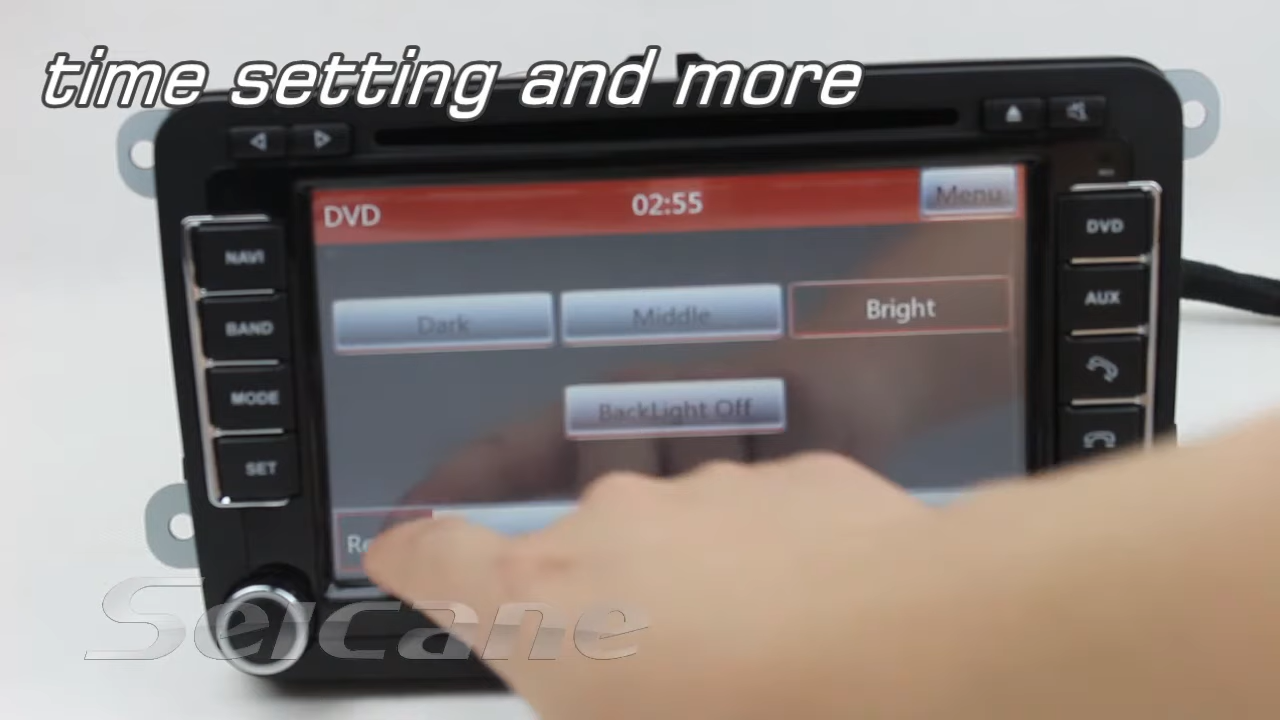 time setting and more
DVD 02:55 Menu
NAVI
BAND
MODE
SET
Dark Middle Bright
BackLight Off
DVD
AUX
Seicane